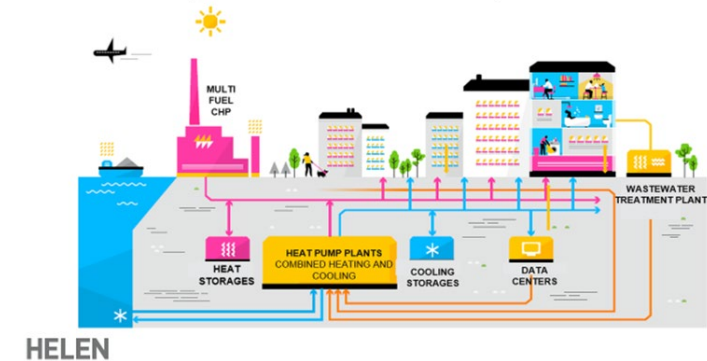 MULTI
FUEL
CHP
WASTEWATER
TREATMENT PLANT
HEAT
STORAGES
HEAT PUMP PLANTS
COMBINED HEATING AND
COOLING
COOLING
STORAGES
DATA
CENTERS
HELEN